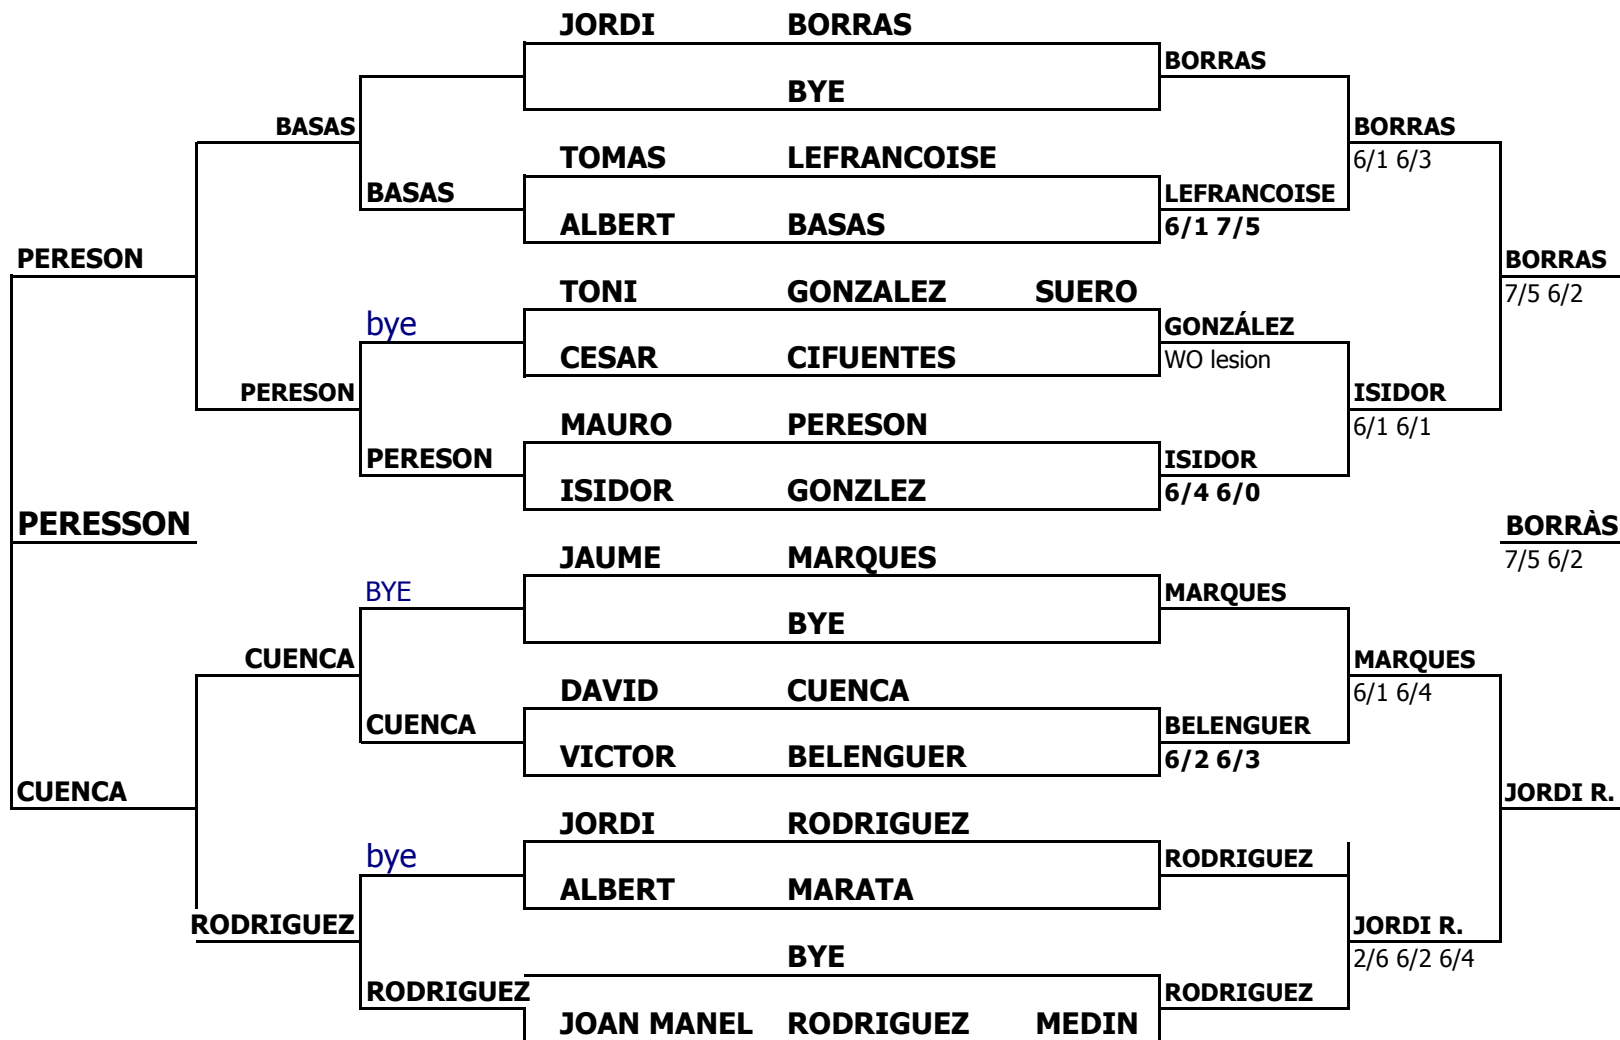 JORDI BORRAS
BORRAS
BYE
BASAS
BORRAS
TOMAS LEFRANCOISE
6/1 6/3
BASAS
LEFRANCOISE
ALBERT BASAS
6/1 7/5
PERESON
BORRAS
TONI GONZALEZ SUERO
7/5 6/2
bye
GONZÁLEZ
CESAR CIFUENTES
WO lesion
PERESON
ISIDOR
MAURO PERESON
6/1 6/1
PERESON
ISIDOR
ISIDOR GONZLEZ
6/4 6/0
PERESSON
BORRÀS
JAUME MARQUES
7/5 6/2
BYE
MARQUES
BYE
CUENCA
MARQUES
DAVID CUENCA
6/1 6/4
CUENCA
BELENGUER
VICTOR BELENGUER
6/2 6/3
CUENCA
JORDI R.
JORDI RODRIGUEZ
bye
RODRIGUEZ
ALBERT MARATA
RODRIGUEZ
JORDI R.
BYE
2/6 6/2 6/4
RODRIGUEZ
RODRIGUEZ
JOAN MANEL RODRIGUEZ MEDIN